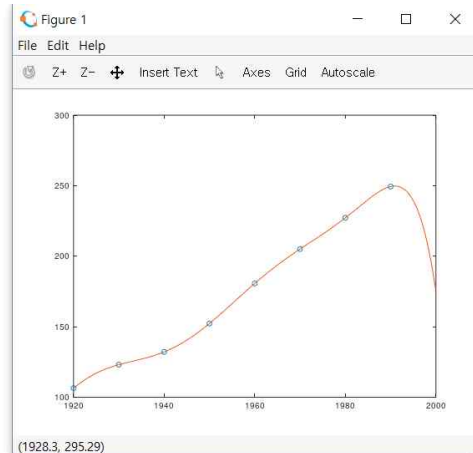 Figure 1
File Edit Help
Z+ Z- Insert Text Axes Grid Autoscale
300
250
200
150
100
1920 1940 1960 1980 2000
(1928.3, 295.29)